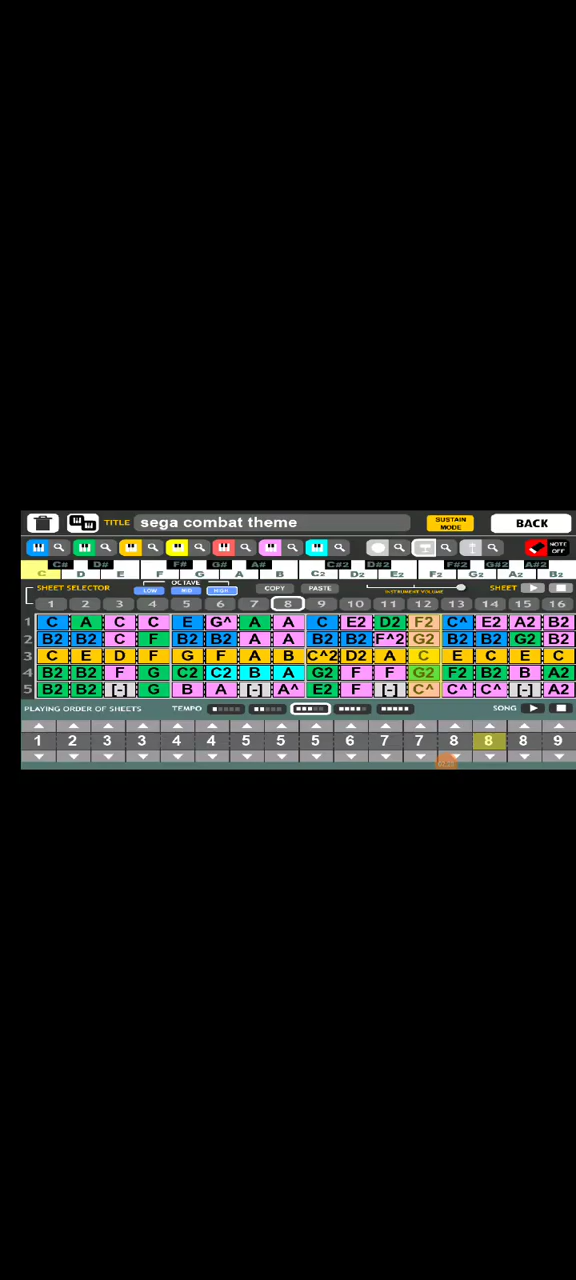 TITLE sega combat theme SUSTAIN MODE BACK
NOTE OFF
C# D# F# G# A# C#2 D#2 F#2 G#2 A#2
C D E F G A B C2 D2 E2 F2 G2 A2 B2
SHEET SELECTOR OCTAVE LOW MID HIGH COPY PASTE INSTRUMENT VOLUME SHEET
1 2 3 4 5 6 7 8 9 10 11 12 13 14 15 16
1 C A C C E G^ A A C E2 D2 F2 C^ E2 A2 B2
2 B2 B2 C F B2 B2 A A B2 B2 F^2 G2 B2 B2 G2 B2
3 C E D F G F A B C^2 D2 A C E C E C
4 B2 B2 F G C2 C2 B A G2 F F G2 F2 B2 B A2
5 B2 B2 [-] G B A [-] A^ E2 F [-] C^ C^ C^ [-] A2
PLAYING ORDER OF SHEETS TEMPO SONG
1 2 3 3 4 4 5 5 5 6 7 7 8 8 8 9